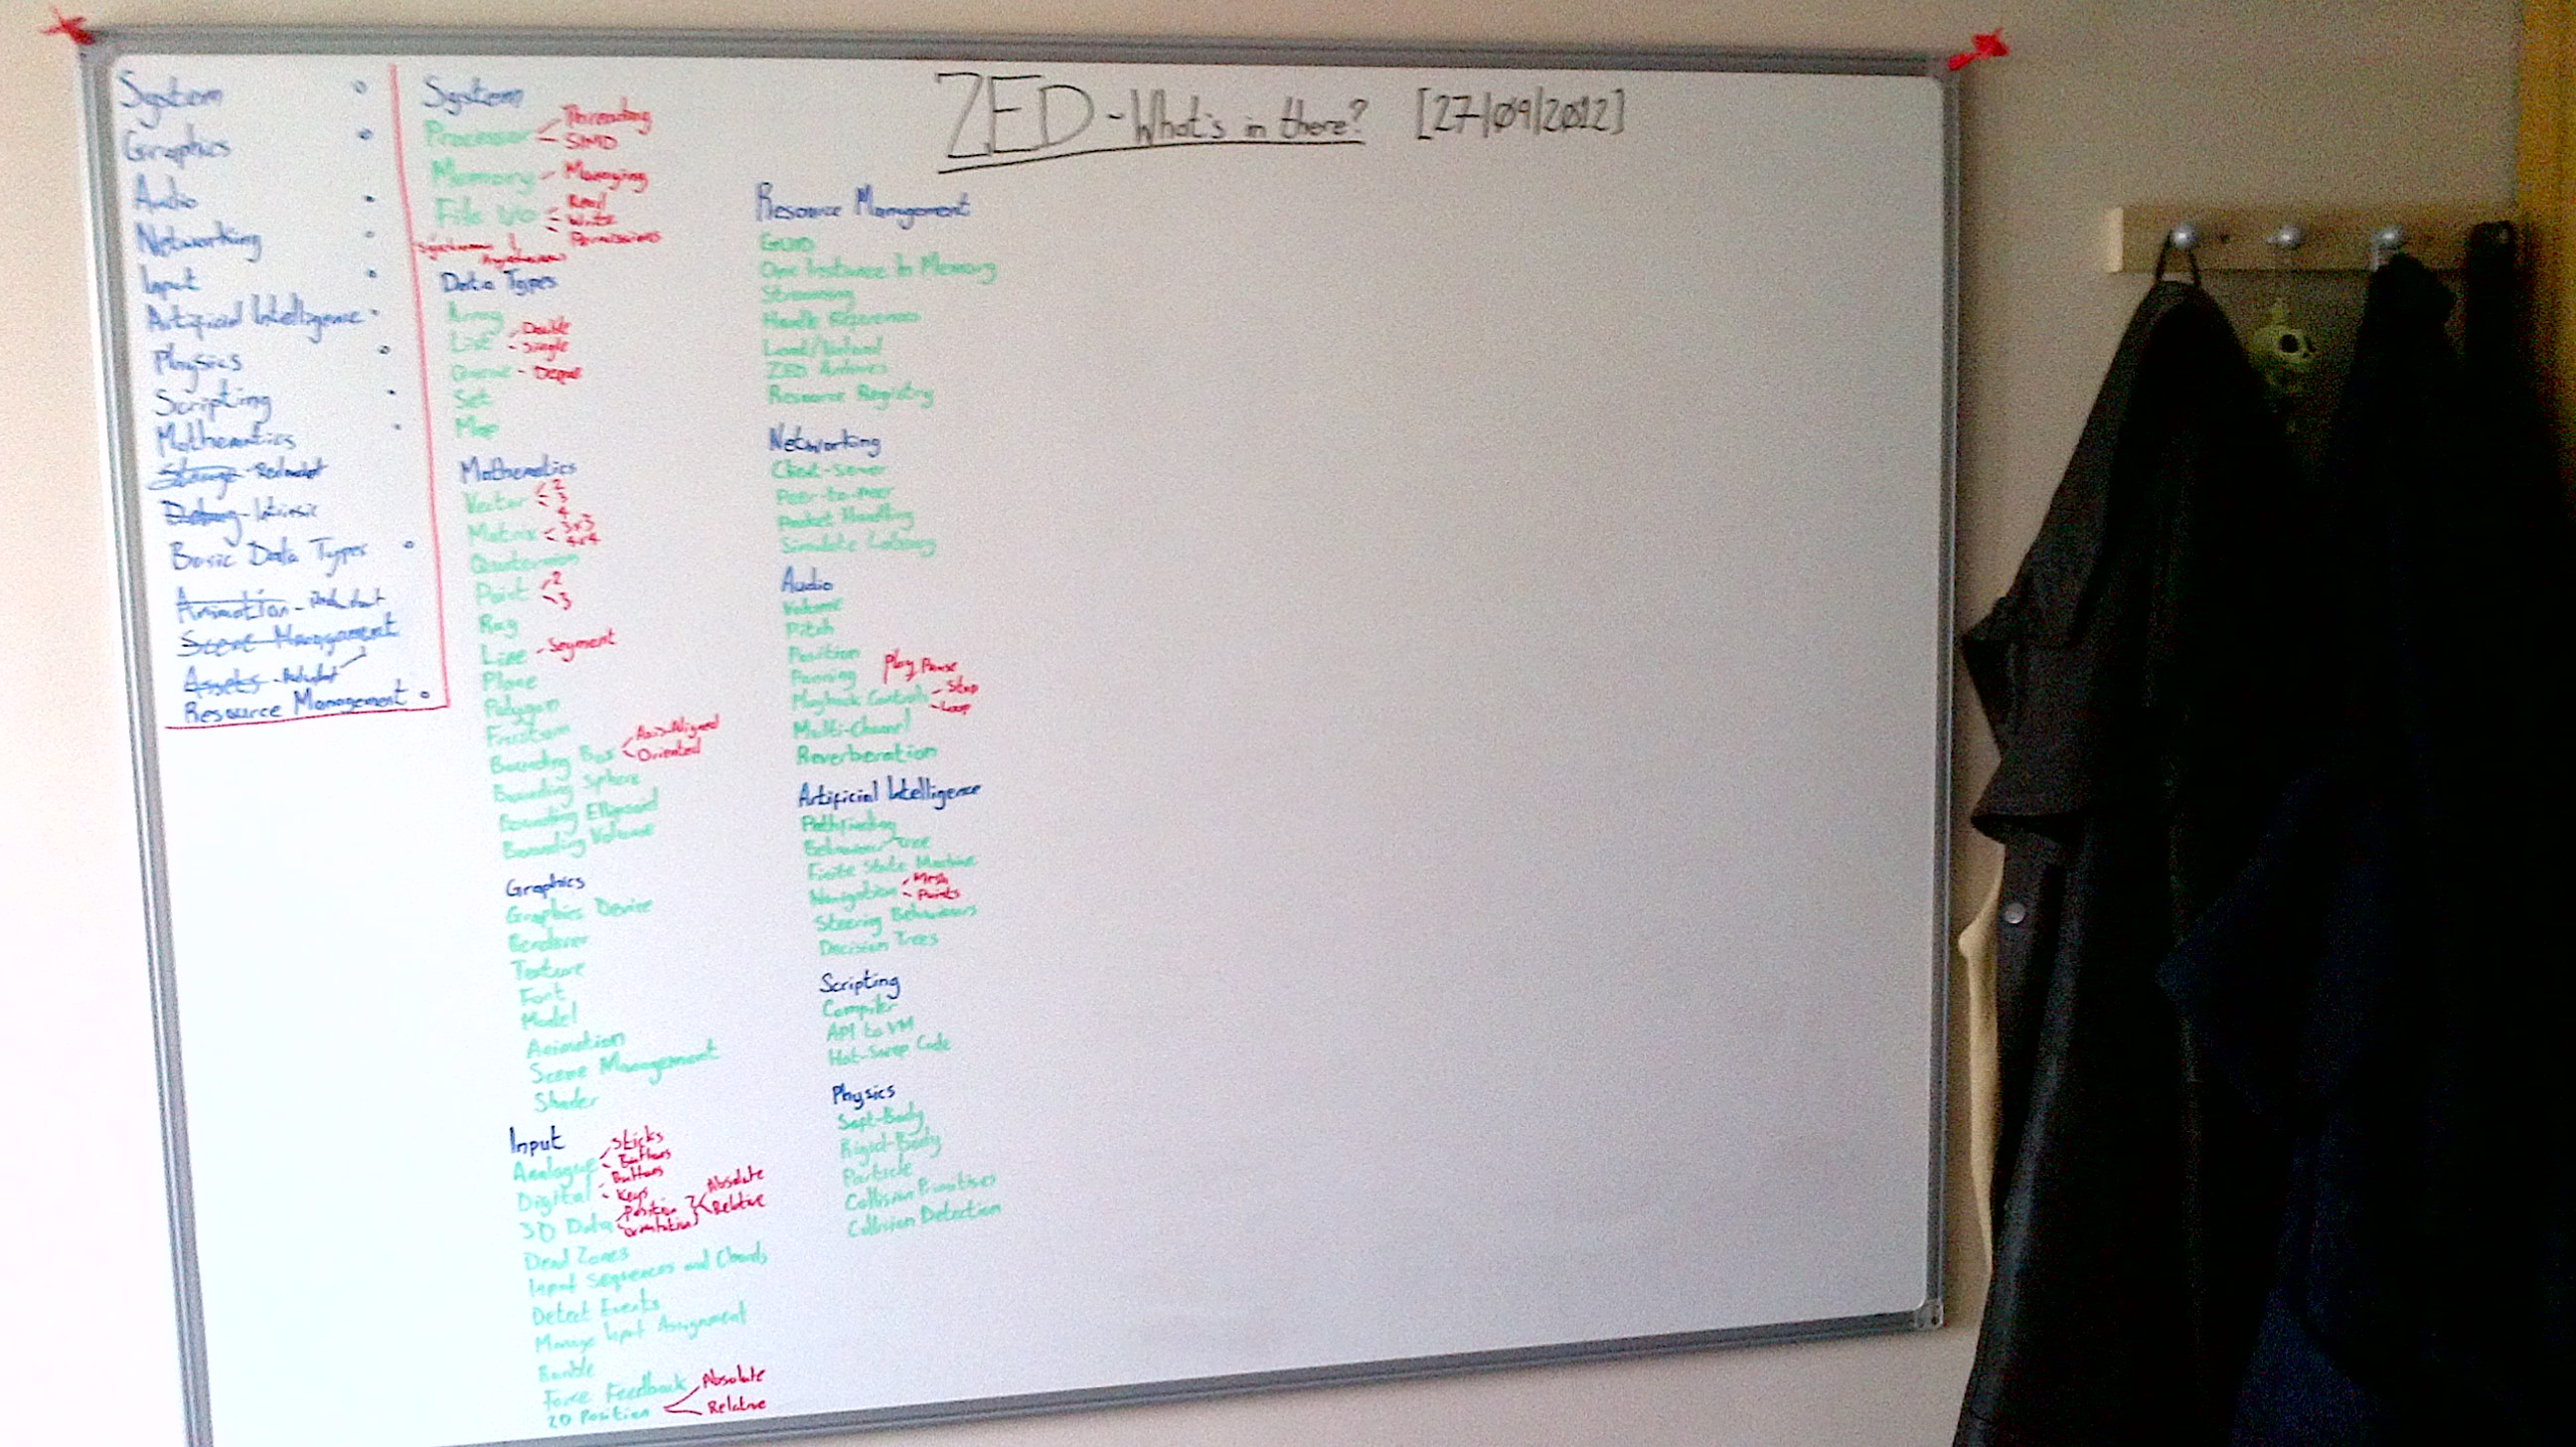 ZED - What's in there? [27/09/2012]
System
Graphics
Audio
Networking
Input
Artificial Intelligence
Physics
Scripting
Mathematics
Storage - Redundant
Debug - Intrinsic
Basic Data Types
Animation - Redundant
Scene Management
Assets - Redundant
Resource Management
System
Processor - Threading
- SIMD
Memory - Managing
File I/O - Read
- Write
- Permissions
Data Types
Array
List - Double
- Single
Queue - Deque
Set
Map
Mathematics
Vector - 2
- 3
4
Matrix - 3x3
4x4
Quaternion
Point - 2
- 3
Ray
Line - Segment
Plane
Polygon
Frustum
Bounding Box - Axis-Aligned
- Oriented
Bounding Sphere
Bounding Ellipsoid
Bounding Volume
Graphics
Graphics Device
Renderer
Texture
Font
Model
Animation
Scene Management
Shader
Input
Analogue - Sticks
- Buttons
Digital - Buttons
- Keys
3D Data - Position } Absolute
- Orientation } Relative
Dead Zones
Input Sequences and Chords
Detect Events
Manage Input Assignment
Rumble
Force Feedback
2D Position - Absolute
- Relative
Resource Management
GUID
One Instance in Memory
Streaming
Handle References
Load/Unload
ZED Archives
Resource Registry
Networking
Client-Server
Peer-to-Peer
Packet Handling
Simulate Latency
Audio
Volume
Pitch
Position
Panning
Playback Controls - Play Pause
- Stop
- Loop
Multi-Channel
Reverberation
Artificial Intelligence
Pathfinding
Behaviour Tree
Finite State Machine
Navigation - Mesh
- Points
Steering Behaviours
Decision Trees
Scripting
Compiler
API to VM
Hot-Swap Code
Physics
Soft-Body
Rigid-Body
Particle
Collision Primitives
Collision Detection